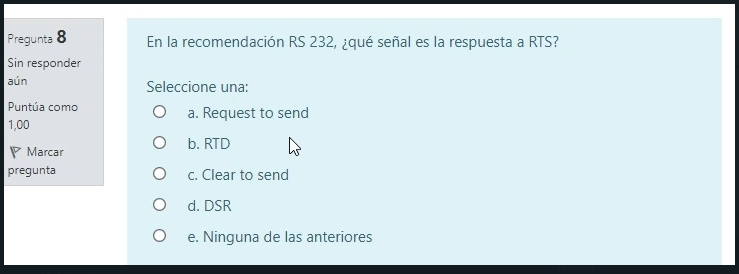 Pregunta 8
Sin responder
aún
Puntúa como
1,00
Marcar
pregunta
En la recomendación RS 232, ¿qué señal es la respuesta a RTS?
Seleccione una:
a. Request to send
b. RTD
c. Clear to send
d. DSR
e. Ninguna de las anteriores